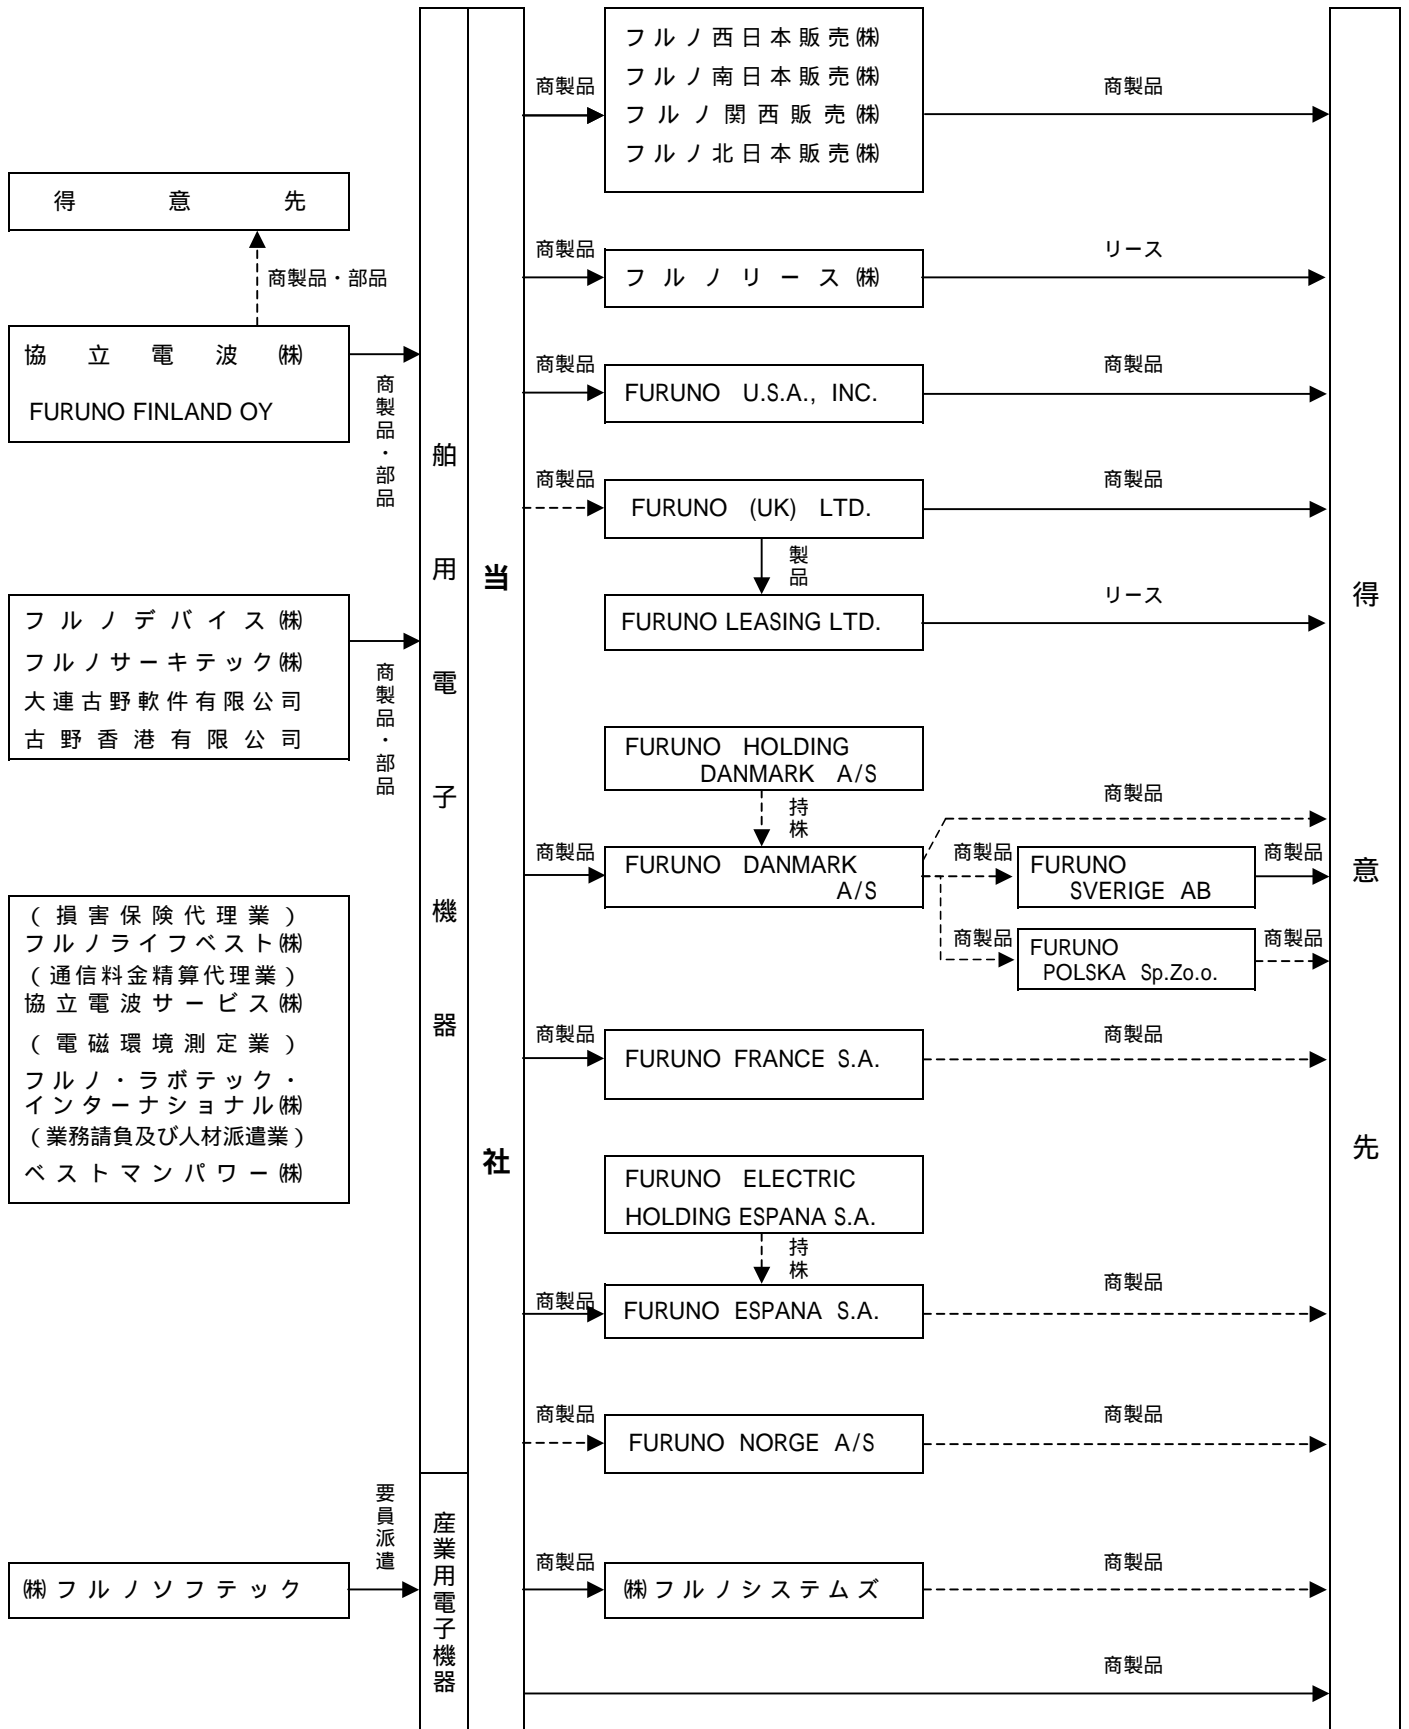 得意先
商製品・部品
協立電波㈱
FURUNO FINLAND OY
商製品・部品
フルノデバイス㈱
フルノサーキテック㈱
大連古野軟件有限公司
古野香港有限公司
商製品・部品
(損害保険代理業)
フルノライフベスト㈱
(通信料金精算代理業)
協立電波サービス㈱
(電磁環境測定業)
フルノ・ラボテック・
インターナショナル㈱
(業務請負及び人材派遣業)
ベストマンパワー㈱
要員派遣
㈱フルノソフテック
舶用電子機器
産業用電子機器
当社
商製品
フルノ西日本販売㈱
フルノ南日本販売㈱
フルノ関西販売㈱
フルノ北日本販売㈱
商製品
商製品
フルノリース㈱
リース
商製品
FURUNO U.S.A., INC.
商製品
商製品
FURUNO (UK) LTD.
商製品
製品
FURUNO LEASING LTD.
リース
FURUNO HOLDING
DANMARK A/S
持株
商製品
商製品
FURUNO DANMARK
A/S
商製品
FURUNO
SVERIGE AB
商製品
商製品
FURUNO
POLSKA Sp.Zo.o.
商製品
商製品
FURUNO FRANCE S.A.
商製品
FURUNO ELECTRIC
HOLDING ESPANA S.A.
持株
商製品
FURUNO ESPANA S.A.
商製品
商製品
FURUNO NORGE A/S
商製品
商製品
㈱フルノシステムズ
商製品
商製品
得意先